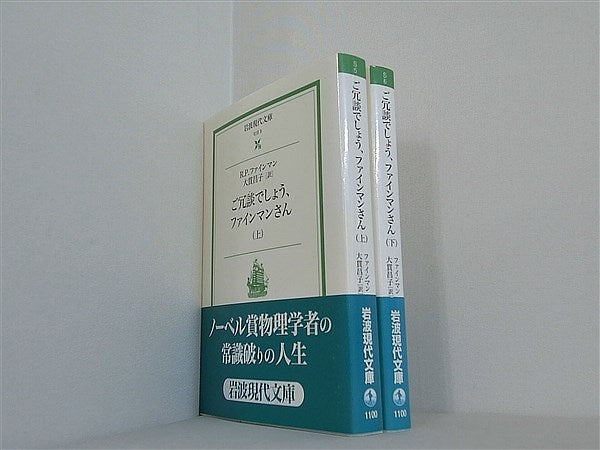 岩波現代文庫
R.P.ファインマン
大貫昌子[訳]
ご冗談でしょう、
ファインマンさん
(上)
ノーベル賞物理学者の
常識破りの人生
岩波現代文庫
S5
ご冗談でしょう、ファインマンさん(上)
ファインマン
大貫昌子[訳]
岩波現代文庫
1100
S6
ご冗談でしょう、ファインマンさん(下)
ファインマン
大貫昌子[訳]
岩波現代文庫
1100